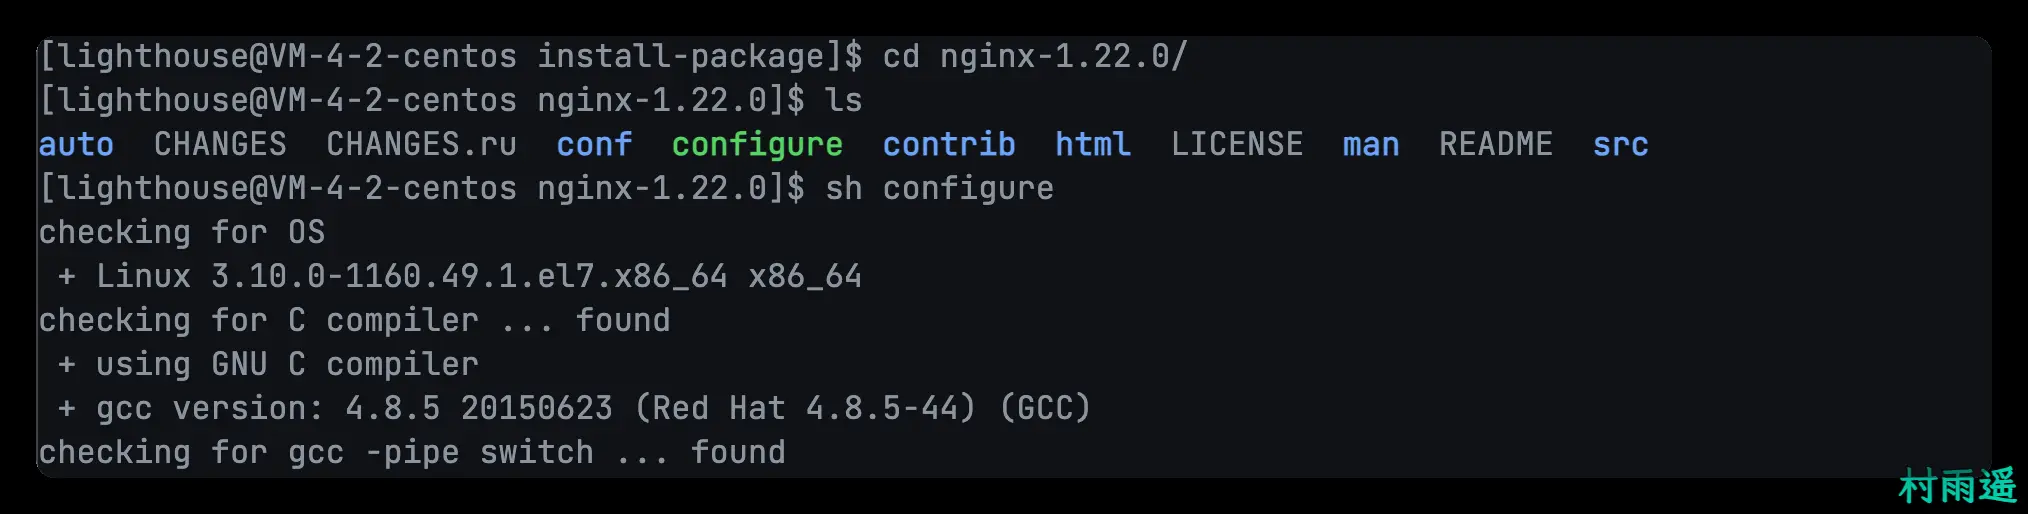 [lighthouse@VM-4-2-centos install-package]$ cd nginx-1.22.0/
[lighthouse@VM-4-2-centos nginx-1.22.0]$ ls
auto  CHANGES  CHANGES.ru  conf  configure  contrib  html  LICENSE  man  README  src
[lighthouse@VM-4-2-centos nginx-1.22.0]$ sh configure
checking for OS
 + Linux 3.10.0-1160.49.1.el7.x86_64 x86_64
checking for C compiler ... found
 + using GNU C compiler
 + gcc version: 4.8.5 20150623 (Red Hat 4.8.5-44) (GCC)
checking for gcc -pipe switch ... found
村雨遥